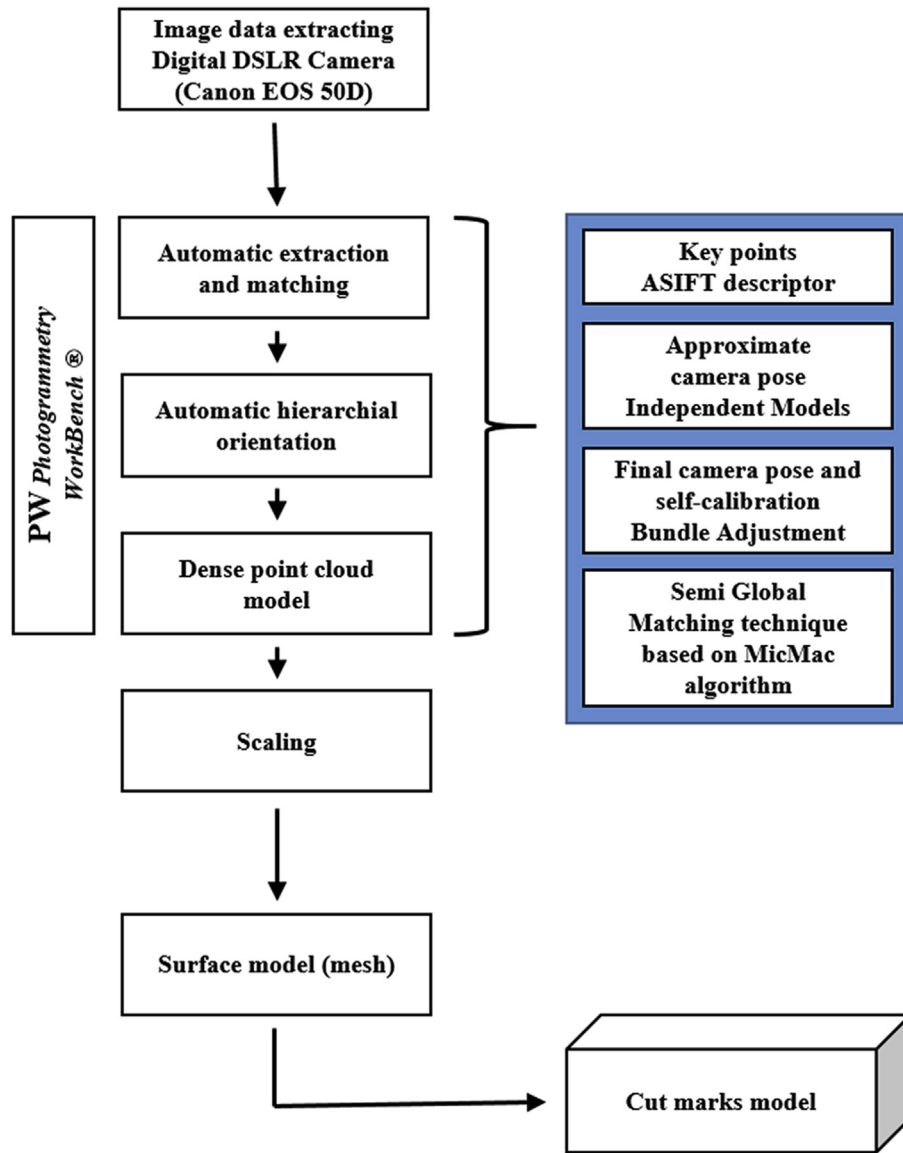 Image data extracting
Digital DSLR Camera
(Canon EOS 50D)
PW Photogrammetry
WorkBench ®
Automatic extraction
and matching
Automatic hierarchial
orientation
Dense point cloud
model
Key points
ASIFT descriptor
Approximate
camera pose
Independent Models
Final camera pose and
self-calibration
Bundle Adjustment
Semi Global
Matching technique
based on MicMac
algorithm
Scaling
Surface model (mesh)
Cut marks model